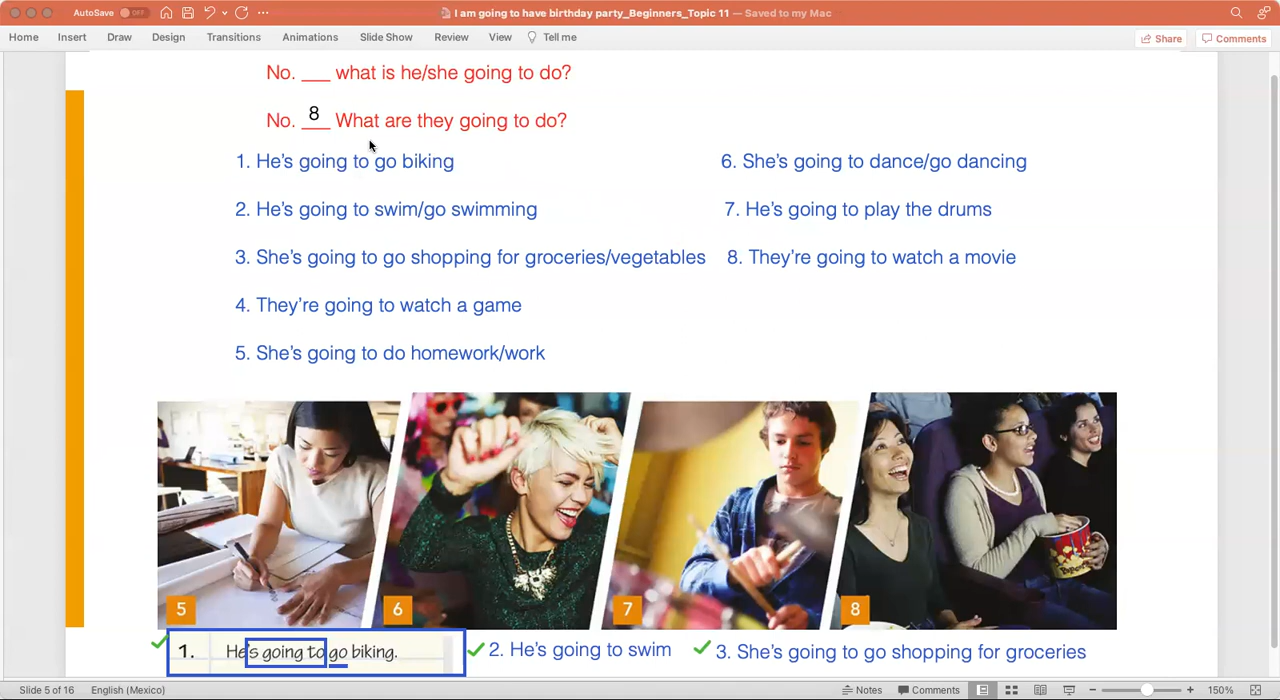 AutoSave OFF
I am going to have birthday party_Beginners_Topic 11 — Saved to my Mac
Home Insert Draw Design Transitions Animations Slide Show Review View Tell me Share Comments
No. ___ what is he/she going to do?
No. 8 What are they going to do?
1. He's going to go biking
2. He's going to swim/go swimming
3. She's going to go shopping for groceries/vegetables
4. They're going to watch a game
5. She's going to do homework/work
6. She's going to dance/go dancing
7. He's going to play the drums
8. They're going to watch a movie
5
6
7
8
1. He's going to go biking.
2. He's going to swim
3. She's going to go shopping for groceries
Slide 5 of 16 English (Mexico) Notes Comments 150%